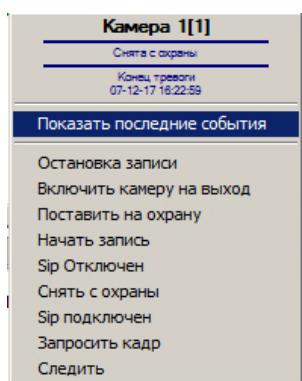 Камера 1[1]
Снята с охраны
Конец тревоги
07-12-17 16:22:59
Показать последние события
Остановка записи
Включить камеру на выход
Поставить на охрану
Начать запись
Sip Отключен
Снять с охраны
Sip подключен
Запросить кадр
Следить